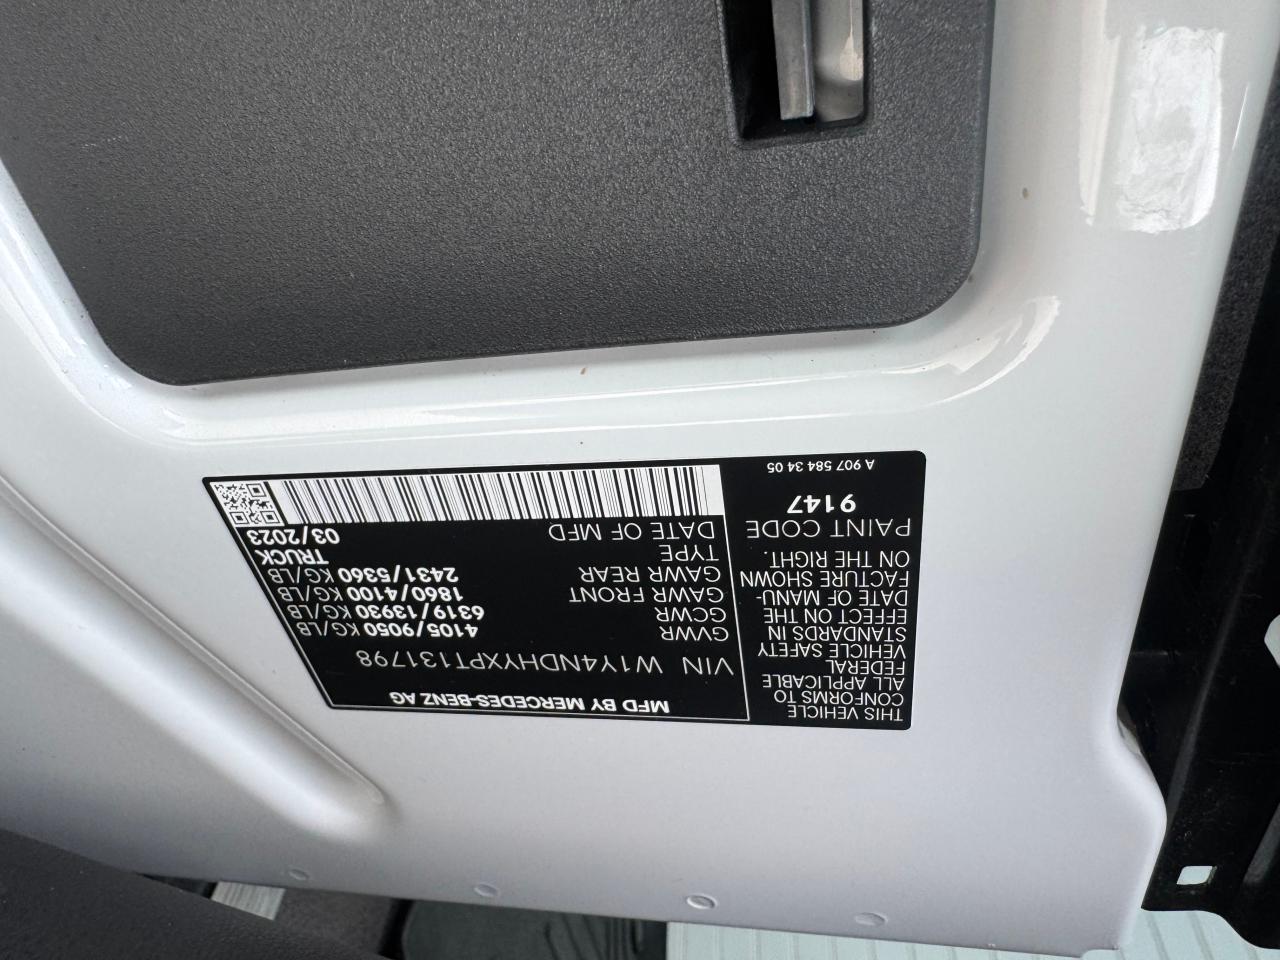 MFD BY MERCEDES-BENZ AG
VIN W1Y4NDHYXPT131798
GVWR 4105/9050 KG/LB
GCWR 6319/13930 KG/LB
GAWR FRONT 1860/4100 KG/LB
GAWR REAR 2431/5360 KG/LB
TYPE TRUCK
DATE OF MFD 03/2023
THIS VEHICLE
CONFORMS TO
ALL APPLICABLE
FEDERAL
VEHICLE SAFETY
STANDARDS IN
EFFECT ON THE
DATE OF MANU-
FACTURE SHOWN
ON THE RIGHT.
PAINT CODE
9147
A 907 584 34 05